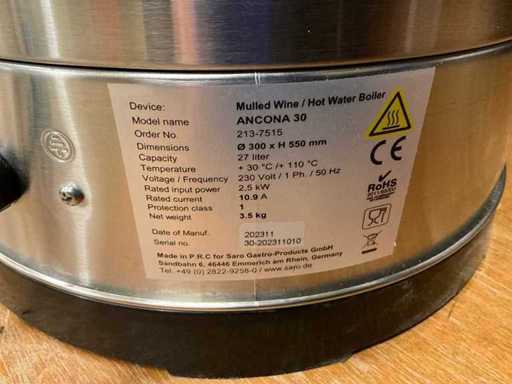 Device: Mulled Wine / Hot Water Boiler
Model name ANCONA 30
Order No. 213-7515
Dimensions Ø 300 x H 550 mm
Capacity 27 liter
Temperature + 30 °C /+ 110 °C
Voltage / Frequency 230 Volt / 1 Ph. / 50 Hz
Rated input power 2,5 kW
Rated current 10.9 A
Protection class 1
Net weight 3.5 kg
CE
RoHS
Date of Manuf. 202311
Serial no. 30-202311010
Made in P.R.C for Saro Gastro-Products GmbH
Sandbahn 6, 46446 Emmerich am Rhein, Germany
Tel. +49 (0) 2822-9258-0 / www.saro.de